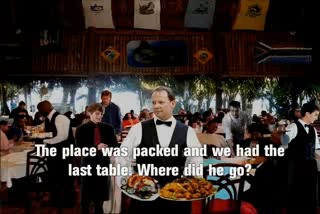 The place was packed and we had the
last table. Where did he go?